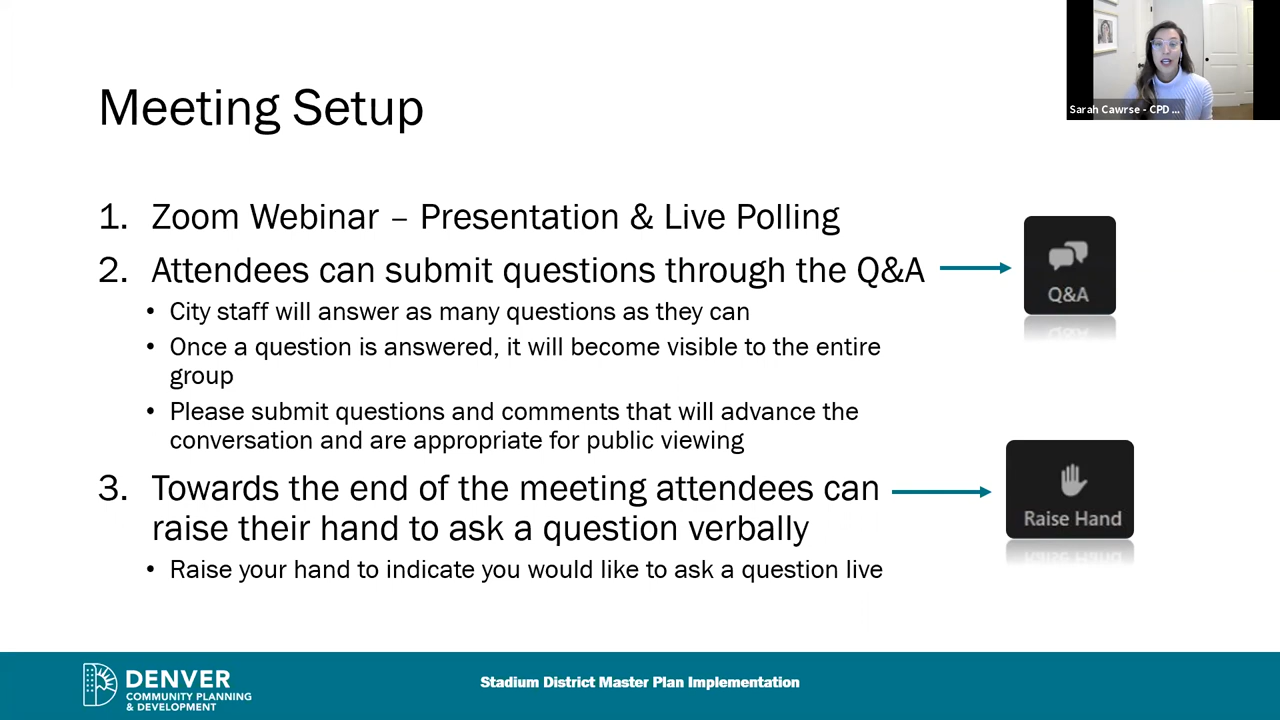 Sarah Cawrse - CPD ...
Meeting Setup
1. Zoom Webinar – Presentation & Live Polling
2. Attendees can submit questions through the Q&A
• City staff will answer as many questions as they can
• Once a question is answered, it will become visible to the entire
group
• Please submit questions and comments that will advance the
conversation and are appropriate for public viewing
3. Towards the end of the meeting attendees can
raise their hand to ask a question verbally
• Raise your hand to indicate you would like to ask a question live
Q&A
Raise Hand
DENVER
COMMUNITY PLANNING
& DEVELOPMENT
Stadium District Master Plan Implementation